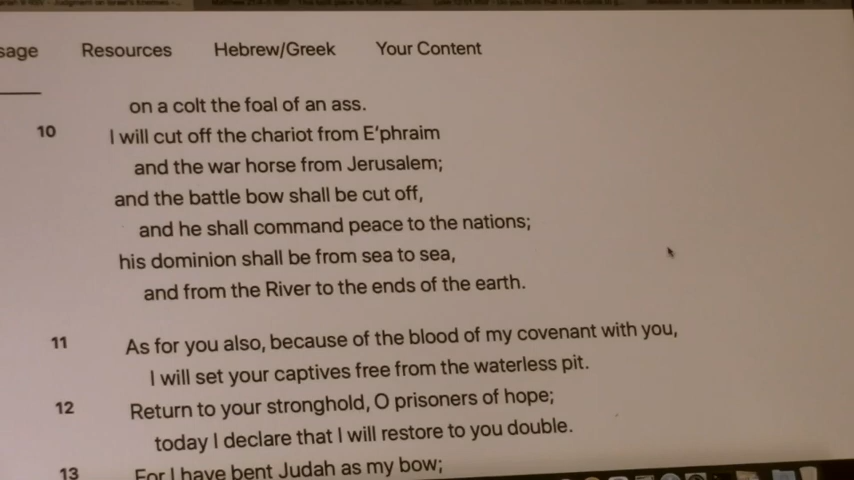 sage Resources Hebrew/Greek Your Content
on a colt the foal of an ass.
10 I will cut off the chariot from E'phraim
and the war horse from Jerusalem;
and the battle bow shall be cut off,
and he shall command peace to the nations;
his dominion shall be from sea to sea,
and from the River to the ends of the earth.
11 As for you also, because of the blood of my covenant with you,
I will set your captives free from the waterless pit.
12 Return to your stronghold, O prisoners of hope;
today I declare that I will restore to you double.
13 For I have bent Judah as my bow;